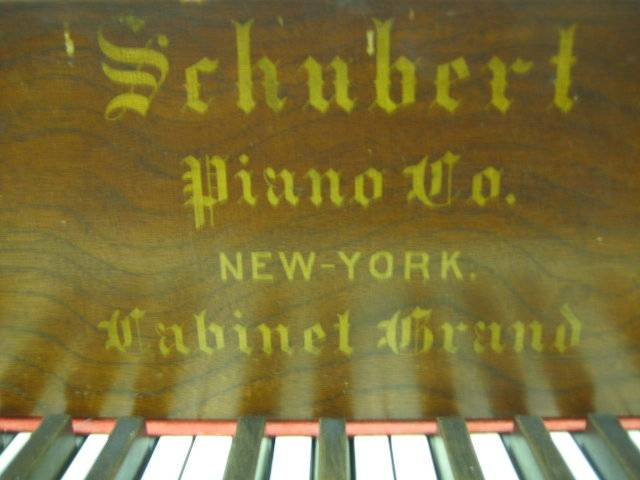 Schubert
Piano Co.
NEW-YORK.
Cabinet Grand